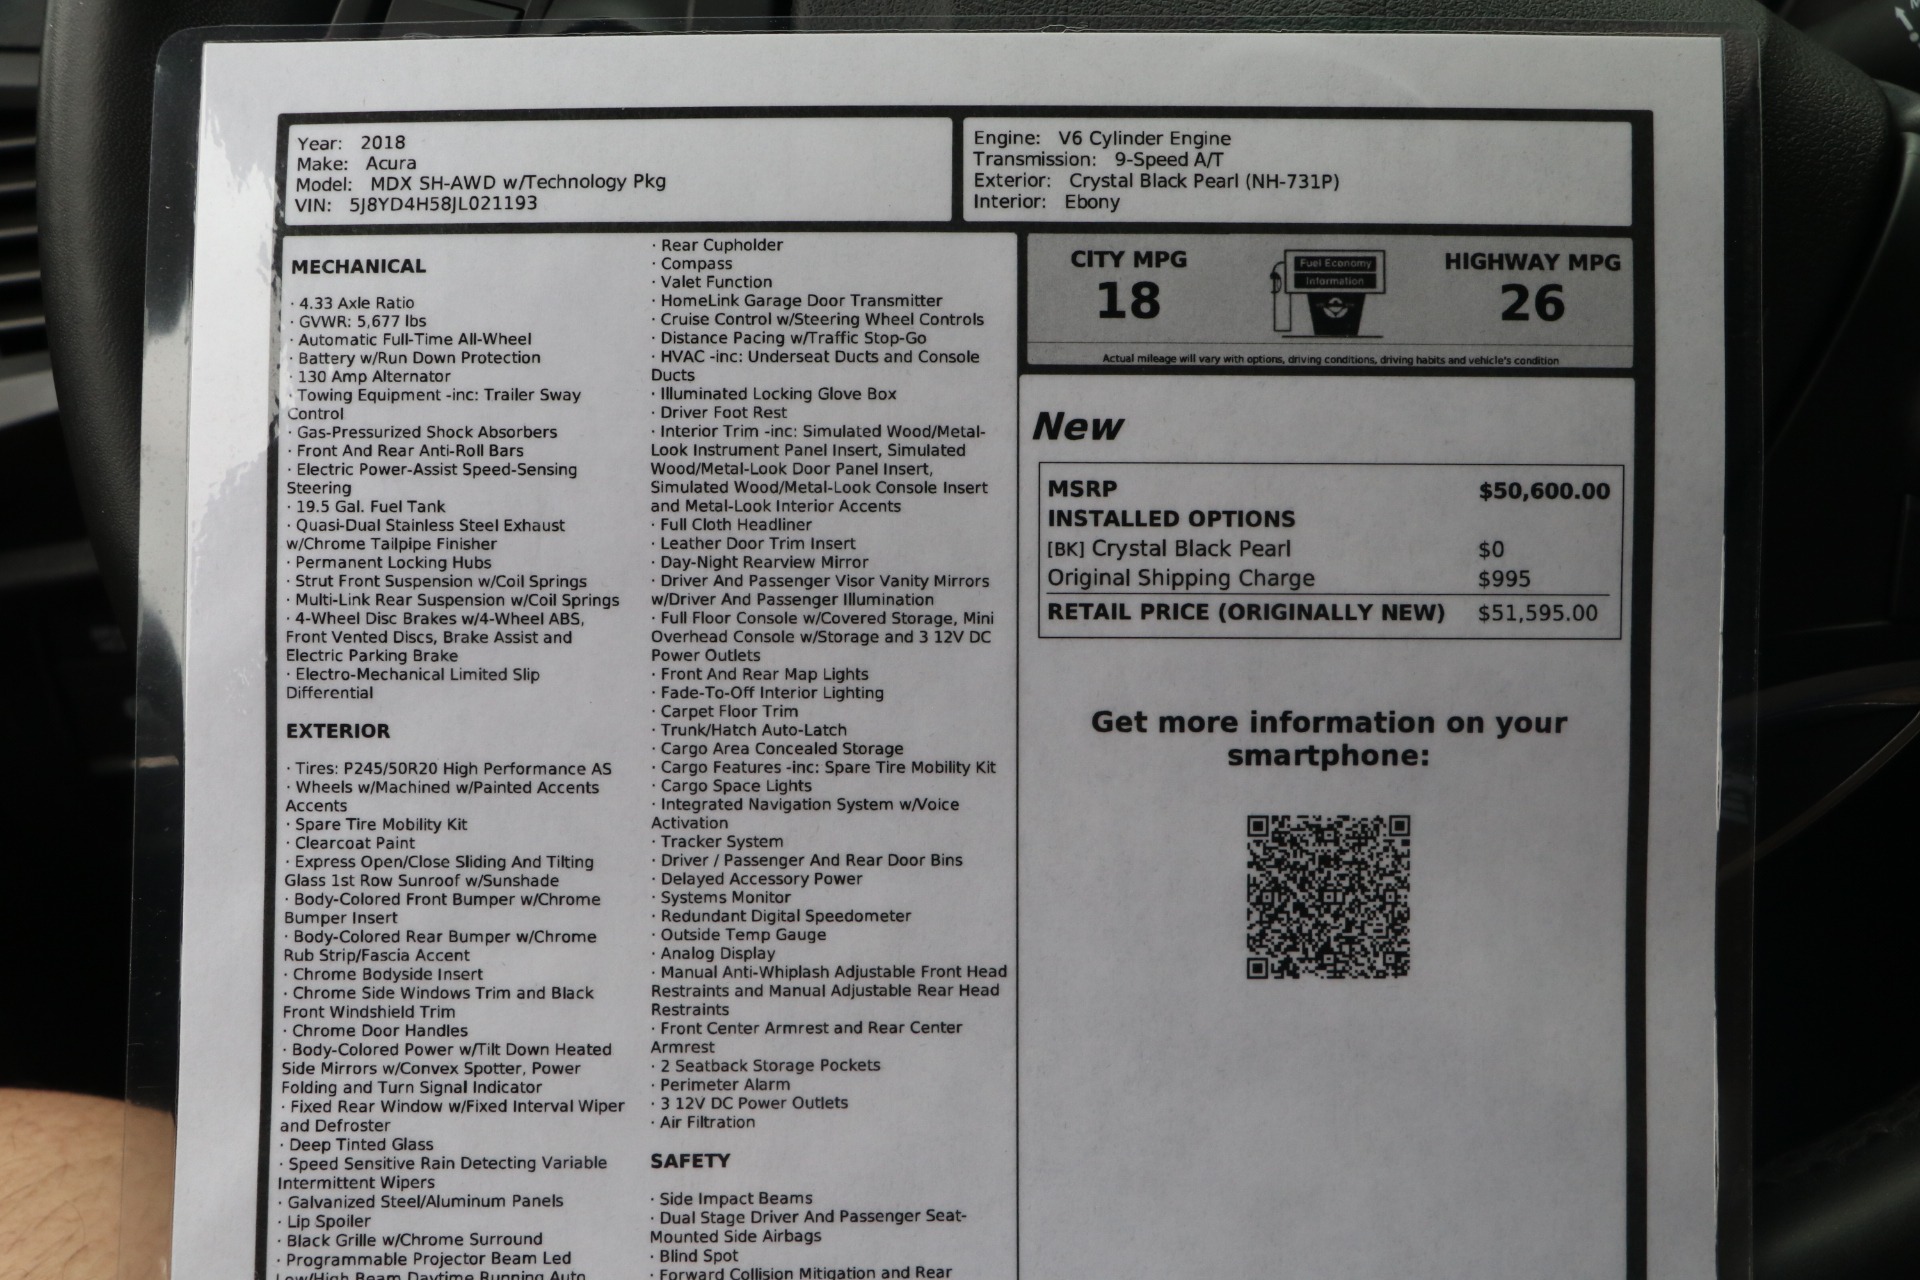 Year: 2018
Make: Acura
Model: MDX SH-AWD w/Technology Pkg
VIN: 5J8YD4H58JL021193
Engine: V6 Cylinder Engine
Transmission: 9-Speed A/T
Exterior: Crystal Black Pearl (NH-731P)
Interior: Ebony
MECHANICAL
· 4.33 Axle Ratio
· GVWR: 5,677 lbs
· Automatic Full-Time All-Wheel
· Battery w/Run Down Protection
· 130 Amp Alternator
· Towing Equipment -inc: Trailer Sway
Control
· Gas-Pressurized Shock Absorbers
· Front And Rear Anti-Roll Bars
· Electric Power-Assist Speed-Sensing
Steering
· 19.5 Gal. Fuel Tank
· Quasi-Dual Stainless Steel Exhaust
w/Chrome Tailpipe Finisher
· Permanent Locking Hubs
· Strut Front Suspension w/Coil Springs
· Multi-Link Rear Suspension w/Coil Springs
· 4-Wheel Disc Brakes w/4-Wheel ABS,
Front Vented Discs, Brake Assist and
Electric Parking Brake
· Electro-Mechanical Limited Slip
Differential
EXTERIOR
· Tires: P245/50R20 High Performance AS
· Wheels w/Machined w/Painted Accents
Accents
· Spare Tire Mobility Kit
· Clearcoat Paint
· Express Open/Close Sliding And Tilting
Glass 1st Row Sunroof w/Sunshade
· Body-Colored Front Bumper w/Chrome
Bumper Insert
· Body-Colored Rear Bumper w/Chrome
Rub Strip/Fascia Accent
· Chrome Bodyside Insert
· Chrome Side Windows Trim and Black
Front Windshield Trim
· Chrome Door Handles
· Body-Colored Power w/Tilt Down Heated
Side Mirrors w/Convex Spotter, Power
Folding and Turn Signal Indicator
· Fixed Rear Window w/Fixed Interval Wiper
and Defroster
· Deep Tinted Glass
· Speed Sensitive Rain Detecting Variable
Intermittent Wipers
· Galvanized Steel/Aluminum Panels
· Lip Spoiler
· Black Grille w/Chrome Surround
· Programmable Projector Beam Led
Low/High Beam Daytime Running Auto
· Rear Cupholder
· Compass
· Valet Function
· HomeLink Garage Door Transmitter
· Cruise Control w/Steering Wheel Controls
· Distance Pacing w/Traffic Stop-Go
· HVAC -inc: Underseat Ducts and Console
Ducts
· Illuminated Locking Glove Box
· Driver Foot Rest
· Interior Trim -inc: Simulated Wood/Metal-
Look Instrument Panel Insert, Simulated
Wood/Metal-Look Door Panel Insert,
Simulated Wood/Metal-Look Console Insert
and Metal-Look Interior Accents
· Full Cloth Headliner
· Leather Door Trim Insert
· Day-Night Rearview Mirror
· Driver And Passenger Visor Vanity Mirrors
w/Driver And Passenger Illumination
· Full Floor Console w/Covered Storage, Mini
Overhead Console w/Storage and 3 12V DC
Power Outlets
· Front And Rear Map Lights
· Fade-To-Off Interior Lighting
· Carpet Floor Trim
· Trunk/Hatch Auto-Latch
· Cargo Area Concealed Storage
· Cargo Features -inc: Spare Tire Mobility Kit
· Cargo Space Lights
· Integrated Navigation System w/Voice
Activation
· Tracker System
· Driver / Passenger And Rear Door Bins
· Delayed Accessory Power
· Systems Monitor
· Redundant Digital Speedometer
· Outside Temp Gauge
· Analog Display
· Manual Anti-Whiplash Adjustable Front Head
Restraints and Manual Adjustable Rear Head
Restraints
· Front Center Armrest and Rear Center
Armrest
· 2 Seatback Storage Pockets
· Perimeter Alarm
· 3 12V DC Power Outlets
· Air Filtration
SAFETY
· Side Impact Beams
· Dual Stage Driver And Passenger Seat-
Mounted Side Airbags
· Blind Spot
· Forward Collision Mitigation and Rear
CITY MPG
18
Fuel Economy
Information
HIGHWAY MPG
26
Actual mileage will vary with options, driving conditions, driving habits and vehicle's condition
New
MSRP $50,600.00
INSTALLED OPTIONS
[BK] Crystal Black Pearl $0
Original Shipping Charge $995
RETAIL PRICE (ORIGINALLY NEW) $51,595.00
Get more information on your
smartphone: